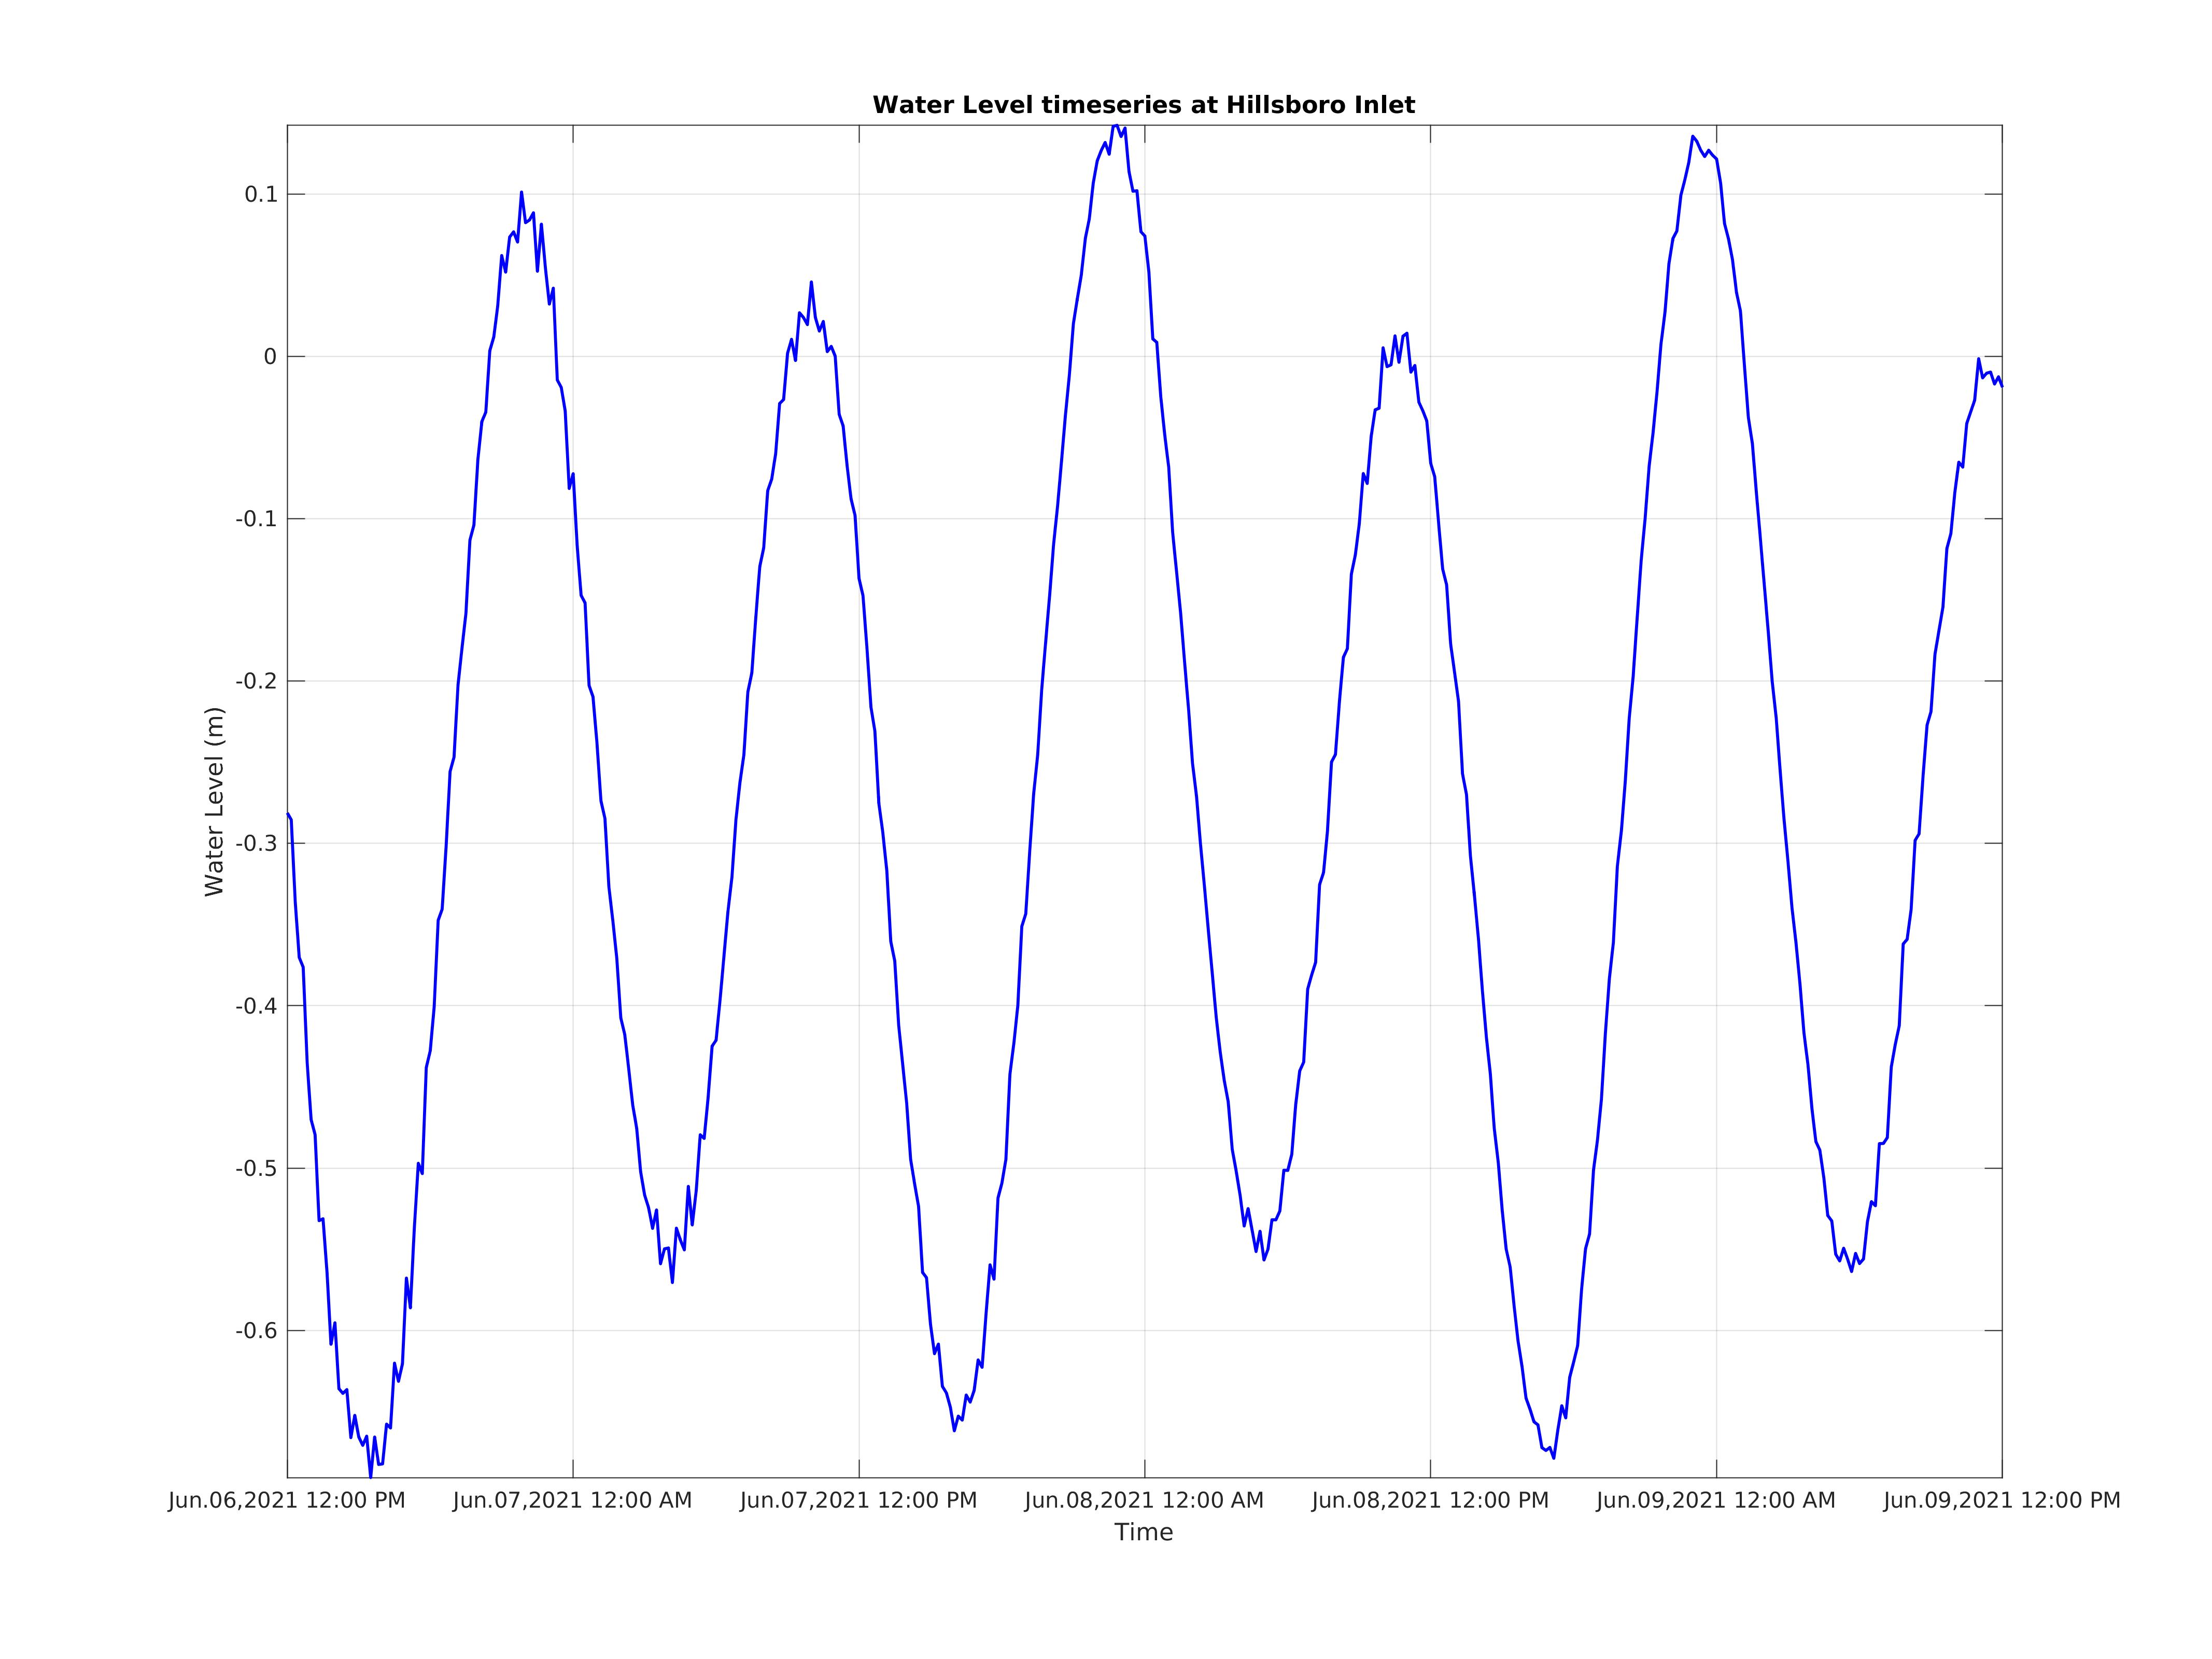 Water Level timeseries at Hillsboro Inlet
0.1
0
-0.1
-0.2
-0.3
-0.4
-0.5
-0.6
Water Level (m)
Jun.06,2021 12:00 PM
Jun.07,2021 12:00 AM
Jun.07,2021 12:00 PM
Jun.08,2021 12:00 AM
Jun.08,2021 12:00 PM
Jun.09,2021 12:00 AM
Jun.09,2021 12:00 PM
Time